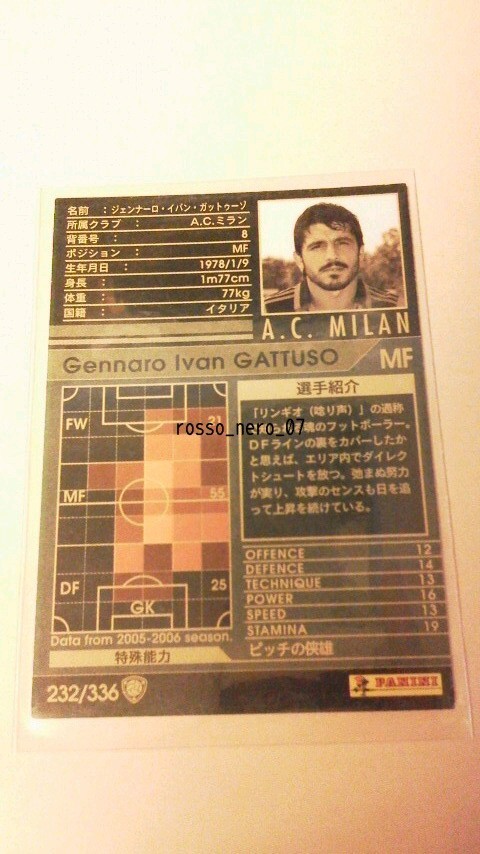 名前 : ジェンナーロ・イバン・ガットゥーゾ
所属クラブ : A.C.ミラン
背番号 : 8
ポジション : MF
生年月日 : 1978/1/9
身長 : 1m77cm
体重 : 77kg
国籍 : イタリア
A.C. MILAN
Gennaro Ivan GATTUSO MF
FW 21
MF 55
DF 25
GK
Data from 2005-2006 season.
特殊能力
選手紹介
「リンギオ(唸り声)」の通称
魂のフットボーラー。
DFラインの裏をカバーしたか
と思えば、エリア内でダイレク
トシュートを放つ。弛まぬ努力
が実り、攻撃のセンスも日を追
って上昇を続けている。
rosso_nero_07
OFFENCE 12
DEFENCE 14
TECHNIQUE 13
POWER 16
SPEED 13
STAMINA 19
ピッチの侠雄
232/336
PANINI